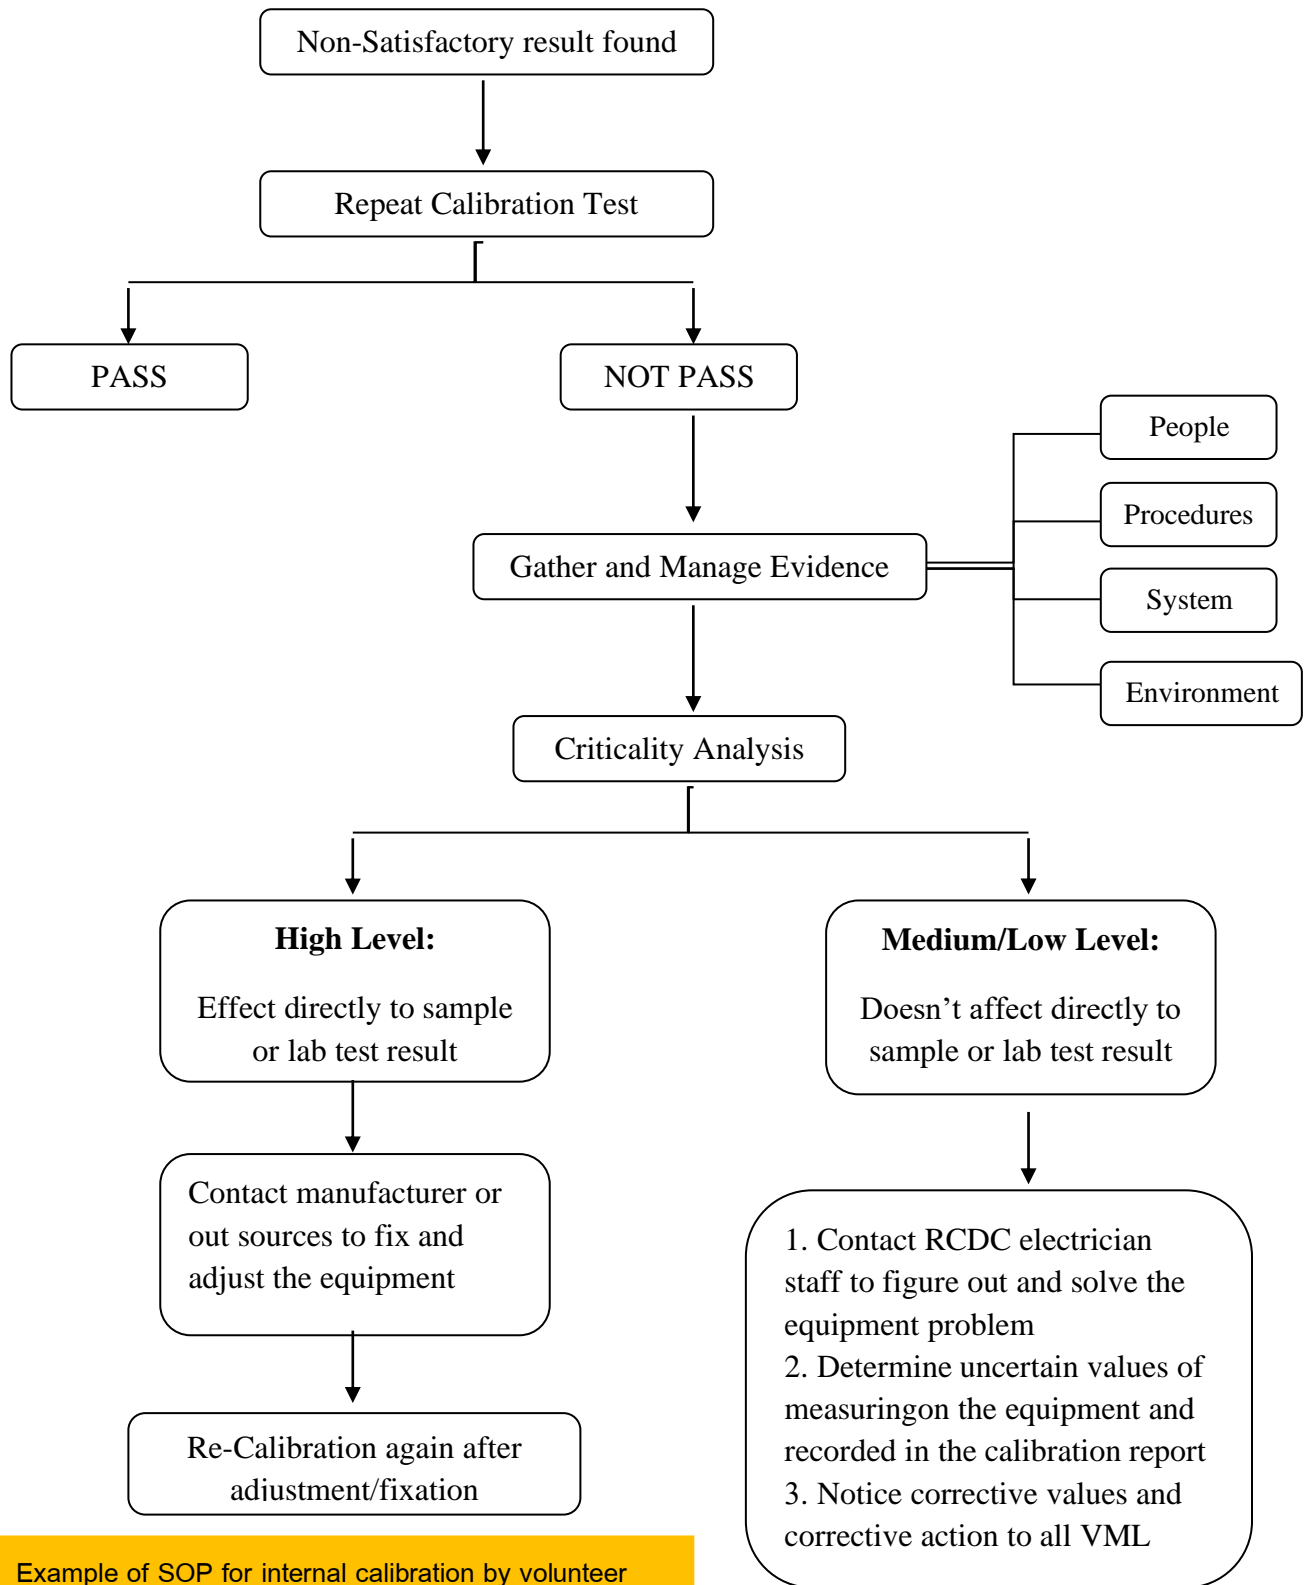 Non-Satisfactory result found
Repeat Calibration Test
PASS
NOT PASS
People
Procedures
Gather and Manage Evidence
System
Environment
Criticality Analysis
High Level:
Effect directly to sample
or lab test result
Medium/Low Level:
Doesn’t affect directly to
sample or lab test result
Contact manufacturer or
out sources to fix and
adjust the equipment
Re-Calibration again after
adjustment/fixation
1. Contact RCDC electrician
staff to figure out and solve the
equipment problem
2. Determine uncertain values of
measuringon the equipment and
recorded in the calibration report
3. Notice corrective values and
corrective action to all VML
Example of SOP for internal calibration by volunteer